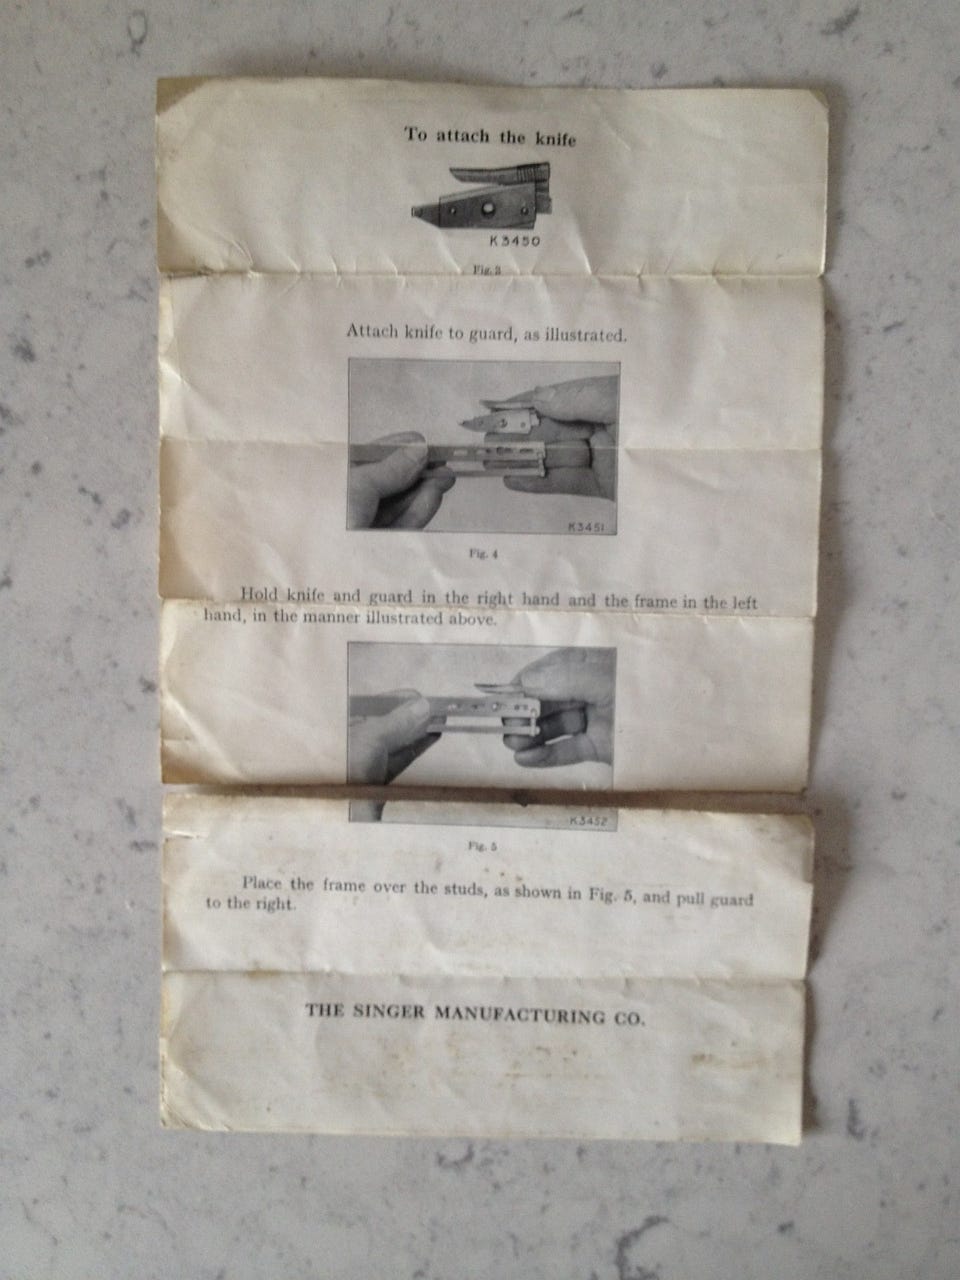 To attach the knife
K3450
Fig. 3
Attach knife to guard, as illustrated.
K3451
Fig. 4
Hold knife and guard in the right hand and the frame in the left
hand, in the manner illustrated above.
K3452
Fig. 5
Place the frame over the studs, as shown in Fig. 5, and pull guard
to the right.
THE SINGER MANUFACTURING CO.